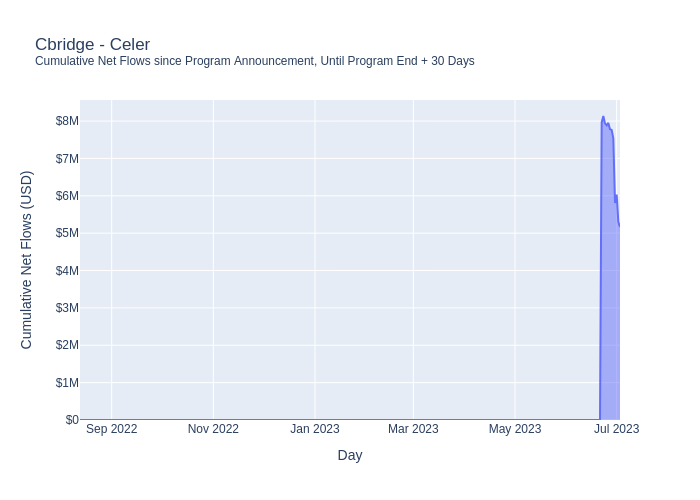 Cbridge - Celer
Cumulative Net Flows since Program Announcement, Until Program End + 30 Days
Cumulative Net Flows (USD)
$8M
$7M
$6M
$5M
$4M
$3M
$2M
$1M
$0
Sep 2022
Nov 2022
Jan 2023
Mar 2023
May 2023
Jul 2023
Day